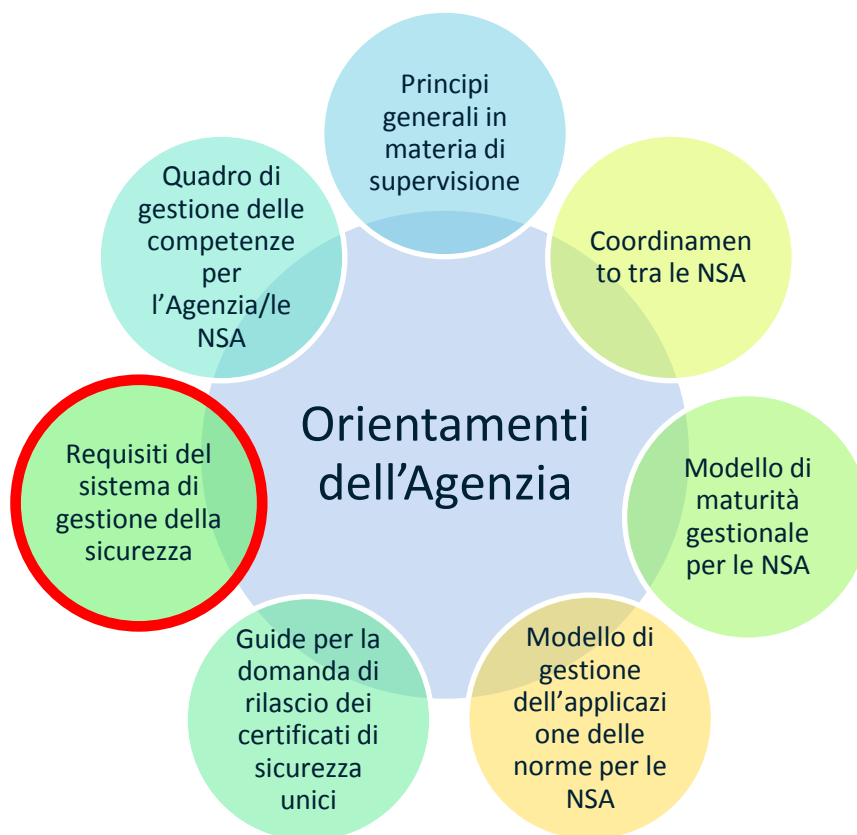 Principi
generali in
materia di
supervisione
Coordinamen
to tra le NSA
Modello di
maturità
gestionale
per le NSA
Modello di
gestione
dell'applicazi
one delle
norme per le
NSA
Guide per la
domanda di
rilascio dei
certificati di
sicurezza
unici
Requisiti del
sistema di
gestione della
sicurezza
Quadro di
gestione delle
competenze
per
l'Agenzia/le
NSA
Orientamenti
dell'Agenzia